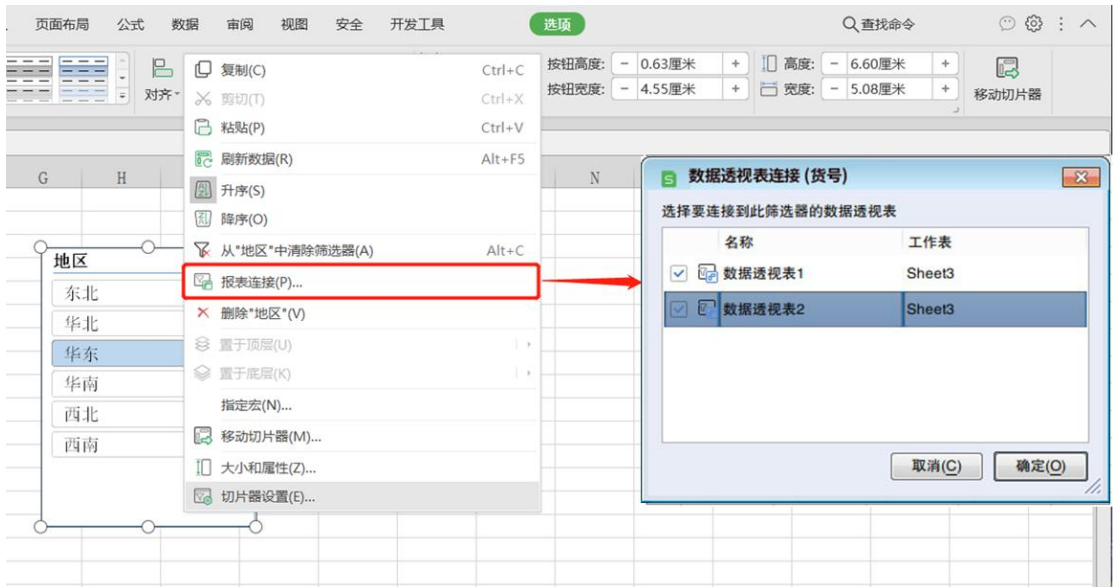 页面布局 公式 数据 审阅 视图 安全 开发工具 选项 查找命令
对齐
按钮高度: - 0.63厘米 + 高度: - 6.60厘米 +
按钮宽度: - 4.55厘米 + 宽度: - 5.08厘米 +
移动切片器
G H N
地区
东北
华北
华东
华南
西北
西南
复制(C) Ctrl+C
剪切(T) Ctrl+X
粘贴(P) Ctrl+V
刷新数据(R) Alt+F5
升序(S)
降序(O)
从"地区"中清除筛选器(A) Alt+C
报表连接(P)...
删除"地区"(V)
置于顶层(U)
置于底层(K)
指定宏(N)...
移动切片器(M)...
大小和属性(Z)...
切片器设置(E)...
数据透视表连接 (货号)
选择要连接到此筛选器的数据透视表
名称 工作表
数据透视表1 Sheet3
数据透视表2 Sheet3
取消(C) 确定(O)